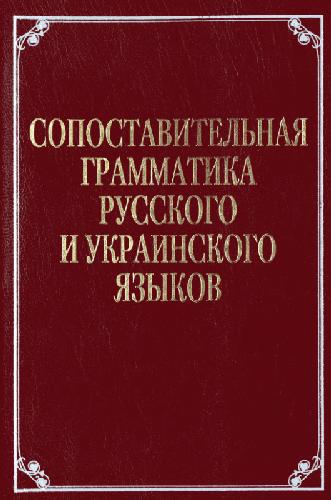 СОПОСТАВИТЕЛЬНАЯ
ГРАММАТИКА
РУССКОГО
И УКРАИНСКОГО
ЯЗЫКОВ